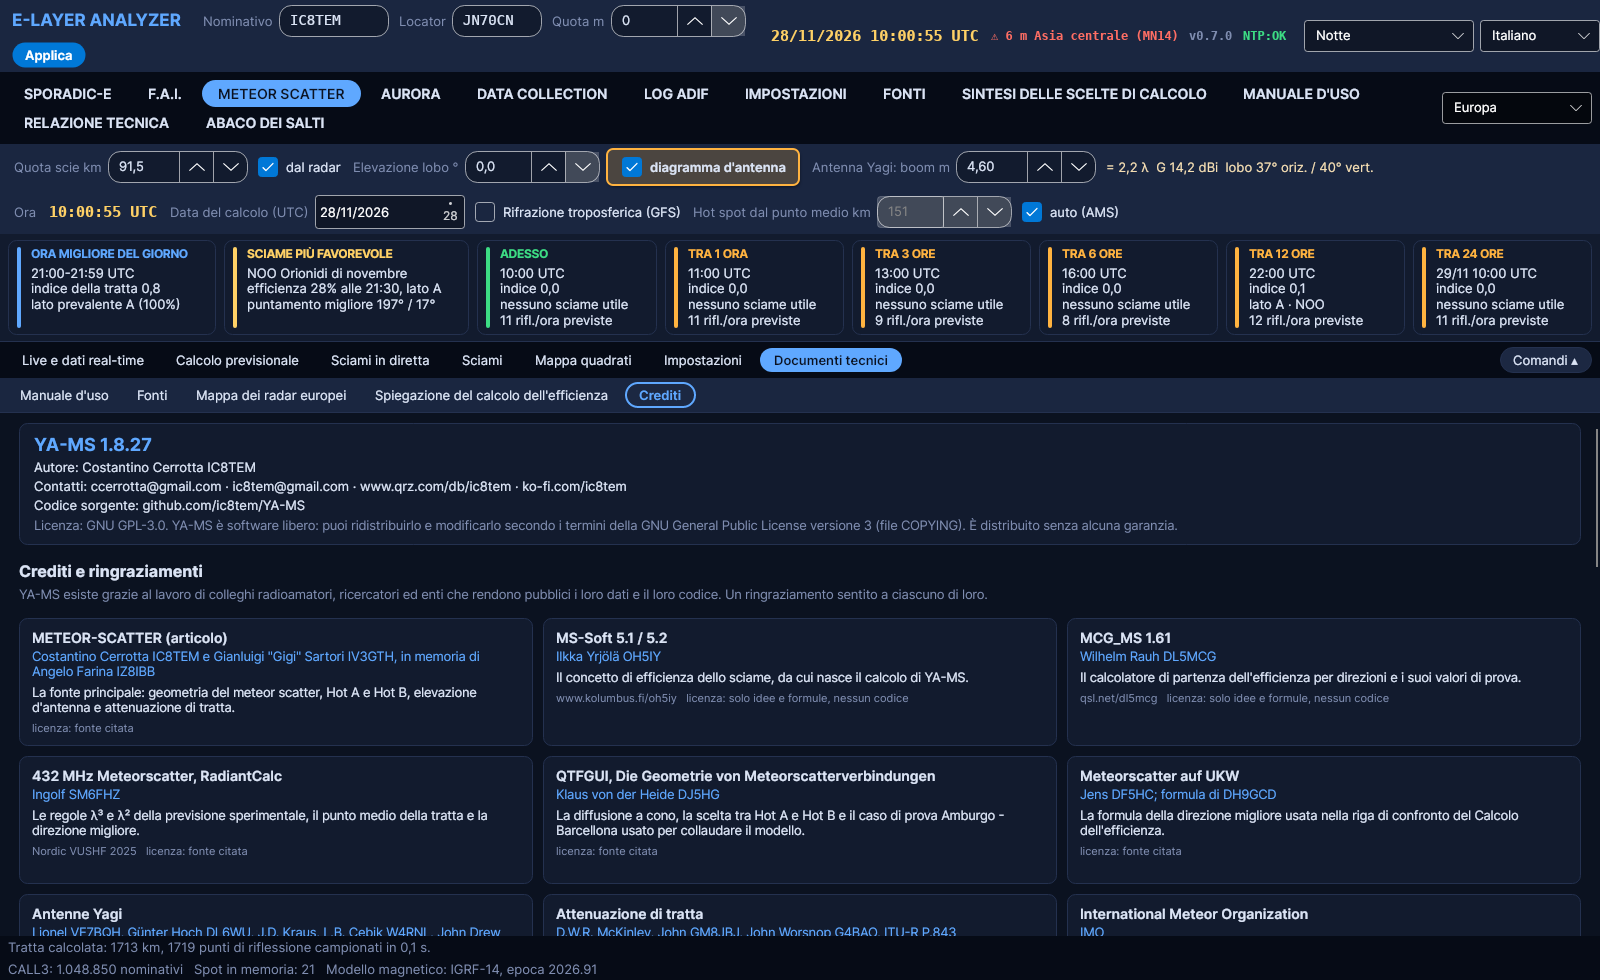 E-LAYER ANALYZER Nominativo IC8TEM Locator JN70CN Quota m 0
28/11/2026 10:00:55 UTC ⚠ 6 m Asia centrale (MN14) v0.7.0 NTP:OK Notte Italiano
Applica
SPORADIC-E F.A.I. METEOR SCATTER AURORA DATA COLLECTION LOG ADIF IMPOSTAZIONI FONTI SINTESI DELLE SCELTE DI CALCOLO MANUALE D'USO
RELAZIONE TECNICA ABACO DEI SALTI
Europa
Quota scie km 91,5 dal radar Elevazione lobo ° 0,0 diagramma d'antenna Antenna Yagi: boom m 4,60 = 2,2 λ G 14,2 dBi lobo 37° oriz. / 40° vert.
Ora 10:00:55 UTC Data del calcolo (UTC) 28/11/2026 28 Rifrazione troposferica (GFS) Hot spot dal punto medio km 151 auto (AMS)
ORA MIGLIORE DEL GIORNO
21:00-21:59 UTC
indice della tratta 0,8
lato prevalente A (100%)
SCIAME PIÙ FAVOREVOLE
NOO Orionidi di novembre
efficienza 28% alle 21:30, lato A
puntamento migliore 197° / 17°
ADESSO
10:00 UTC
indice 0,0
nessuno sciame utile
11 rifl./ora previste
TRA 1 ORA
11:00 UTC
indice 0,0
nessuno sciame utile
11 rifl./ora previste
TRA 3 ORE
13:00 UTC
indice 0,0
nessuno sciame utile
9 rifl./ora previste
TRA 6 ORE
16:00 UTC
indice 0,0
nessuno sciame utile
8 rifl./ora previste
TRA 12 ORE
22:00 UTC
indice 0,1
lato A · NOO
12 rifl./ora previste
TRA 24 ORE
29/11 10:00 UTC
indice 0,0
nessuno sciame utile
11 rifl./ora previste
Live e dati real-time Calcolo previsionale Sciami in diretta Sciami Mappa quadrati Impostazioni Documenti tecnici Comandi ▴
Manuale d'uso Fonti Mappa dei radar europei Spiegazione del calcolo dell'efficienza Crediti
YA-MS 1.8.27
Autore: Costantino Cerrotta IC8TEM
Contatti: ccerrotta@gmail.com · ic8tem@gmail.com · www.qrz.com/db/ic8tem · ko-fi.com/ic8tem
Codice sorgente: github.com/ic8tem/YA-MS
Licenza: GNU GPL-3.0. YA-MS è software libero: puoi ridistribuirlo e modificarlo secondo i termini della GNU General Public License versione 3 (file COPYING). È distribuito senza alcuna garanzia.
Crediti e ringraziamenti
YA-MS esiste grazie al lavoro di colleghi radioamatori, ricercatori ed enti che rendono pubblici i loro dati e il loro codice. Un ringraziamento sentito a ciascuno di loro.
METEOR-SCATTER (articolo)
Costantino Cerrotta IC8TEM e Gianluigi "Gigi" Sartori IV3GTH, in memoria di
Angelo Farina IZ8IBB
La fonte principale: geometria del meteor scatter, Hot A e Hot B, elevazione
d'antenna e attenuazione di tratta.
licenza: fonte citata
MS-Soft 5.1 / 5.2
Ilkka Yrjölä OH5IY
Il concetto di efficienza dello sciame, da cui nasce il calcolo di YA-MS.
www.kolumbus.fi/oh5iy licenza: solo idee e formule, nessun codice
MCG_MS 1.61
Wilhelm Rauh DL5MCG
Il calcolatore di partenza dell'efficienza per direzioni e i suoi valori di prova.
qsl.net/dl5mcg licenza: solo idee e formule, nessun codice
432 MHz Meteorscatter, RadiantCalc
Ingolf SM6FHZ
Le regole λ³ e λ² della previsione sperimentale, il punto medio della tratta e la
direzione migliore.
Nordic VUSHF 2025 licenza: fonte citata
QTFGUI, Die Geometrie von Meteorscatterverbindungen
Klaus von der Heide DJ5HG
La diffusione a cono, la scelta tra Hot A e Hot B e il caso di prova Amburgo -
Barcellona usato per collaudare il modello.
licenza: fonte citata
Meteorscatter auf UKW
Jens DF5HC; formula di DH9GCD
La formula della direzione migliore usata nella riga di confronto del Calcolo
dell'efficienza.
licenza: fonte citata
Antenne Yagi
Lionel VE7BQH, Günter Hoch DL6WU, J.D. Kraus, L.B. Cebik W4RNL, John Drew
Attenuazione di tratta
D.W.R. McKinley, John GM8JBJ, John Worsnop G4BAO, ITU-R P.843
International Meteor Organization
IMO
Tratta calcolata: 1713 km, 1719 punti di riflessione campionati in 0,1 s.
CALL3: 1.048.850 nominativi Spot in memoria: 21 Modello magnetico: IGRF-14, epoca 2026.91